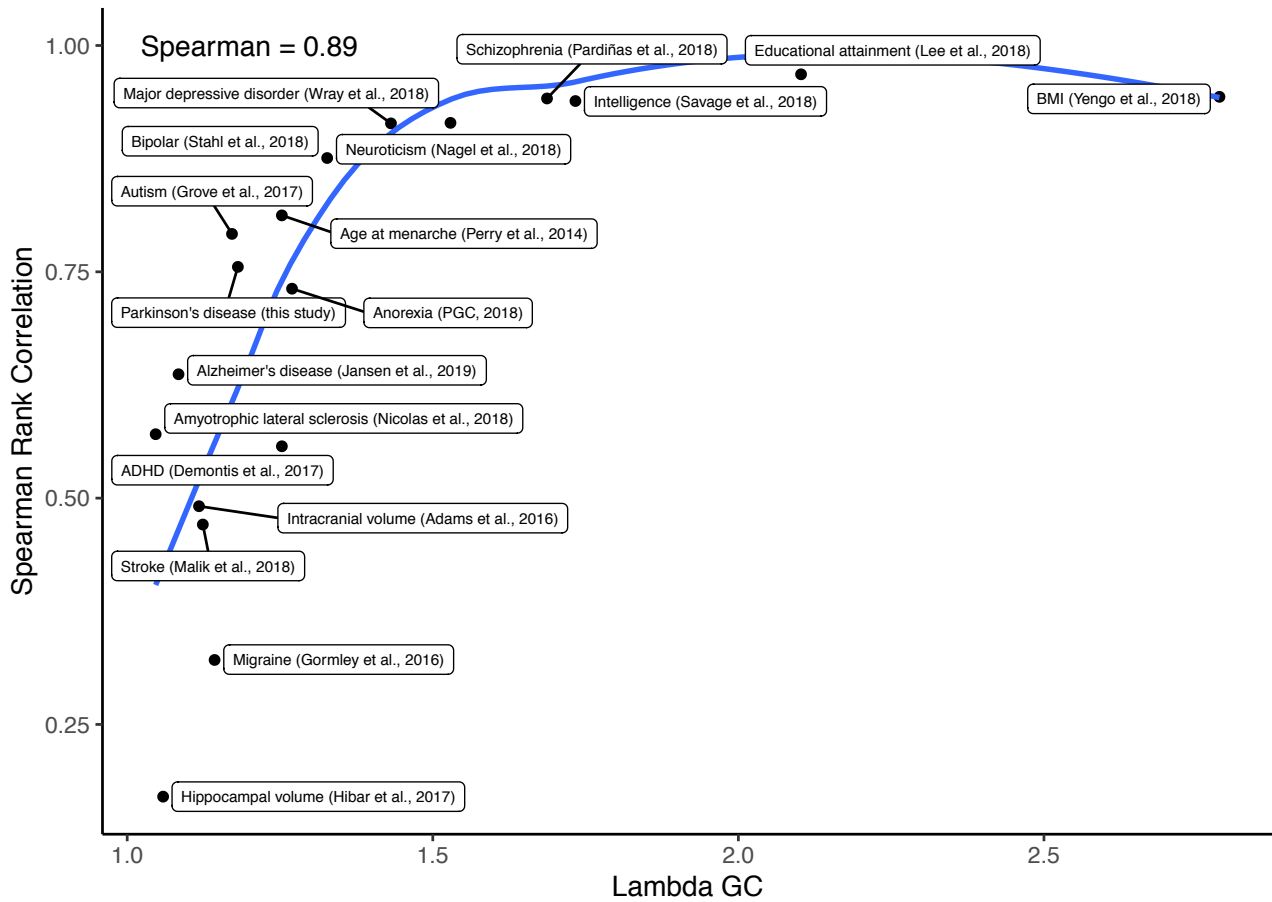 1.00
Spearman = 0.89
Schizophrenia (Pardiñas et al., 2018)
Educational attainment (Lee et al., 2018)
Major depressive disorder (Wray et al., 2018)
Intelligence (Savage et al., 2018)
BMI (Yengo et al., 2018)
Bipolar (Stahl et al., 2018)
Neuroticism (Nagel et al., 2018)
Autism (Grove et al., 2017)
Age at menarche (Perry et al., 2014)
0.75
Parkinson's disease (this study)
Anorexia (PGC, 2018)
Alzheimer's disease (Jansen et al., 2019)
Amyotrophic lateral sclerosis (Nicolas et al., 2018)
ADHD (Demontis et al., 2017)
0.50
Intracranial volume (Adams et al., 2016)
Stroke (Malik et al., 2018)
Migraine (Gormley et al., 2016)
0.25
Hippocampal volume (Hibar et al., 2017)
Spearman Rank Correlation
1.0
1.5
2.0
2.5
Lambda GC